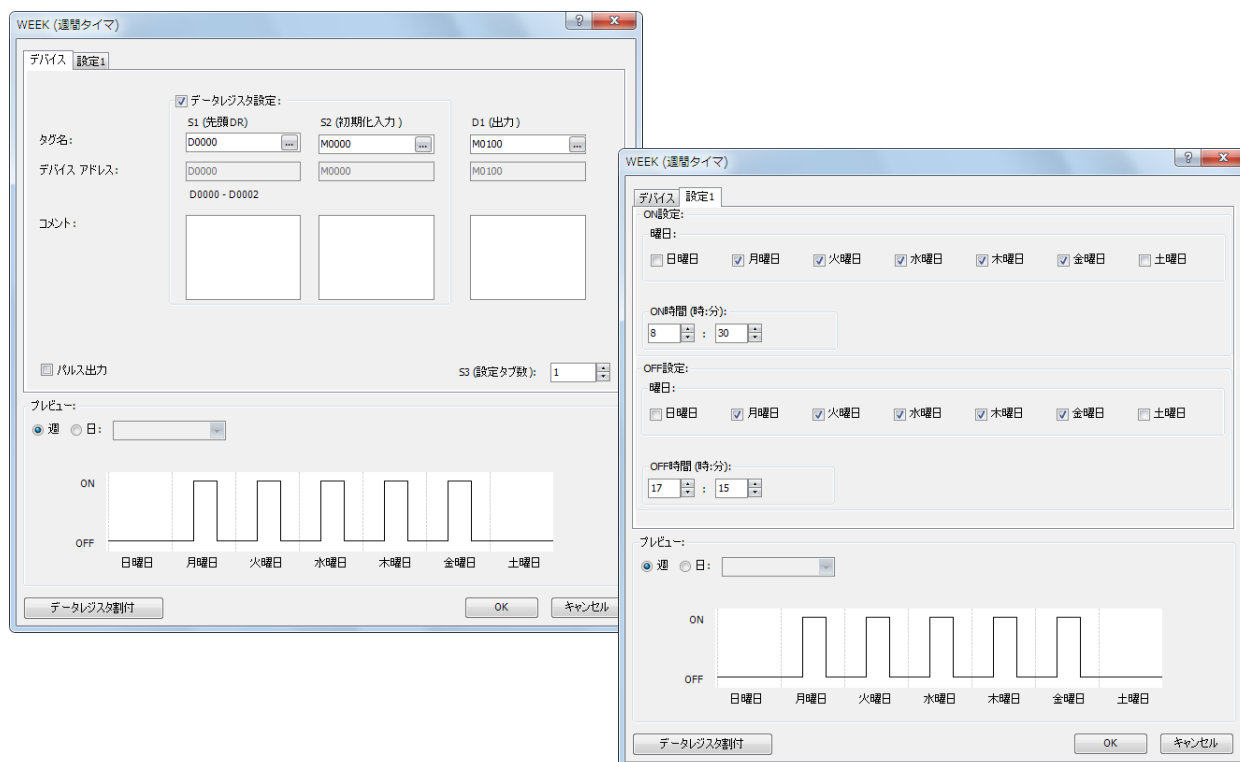 WEEK (週間タイマ)
デバイス 設定1
データレジスタ設定:
S1 (先頭DR) S2 (初期化入力) D1 (出力)
タグ名: D0000 ... M0000 ... M0100 ...
デバイス アドレス: D0000 M0000 M0100
D0000 - D0002
コメント:
パルス出力 S3 (設定タブ数): 1
プレビュー:
週 日:
ON
OFF
日曜日 月曜日 火曜日 水曜日 木曜日 金曜日 土曜日
データレジスタ割付 OK キャンセル
WEEK (週間タイマ)
デバイス 設定1
ON設定:
曜日:
日曜日 月曜日 火曜日 水曜日 木曜日 金曜日 土曜日
ON時間 (時:分):
8 : 30
OFF設定:
曜日:
日曜日 月曜日 火曜日 水曜日 木曜日 金曜日 土曜日
OFF時間 (時:分):
17 : 15
プレビュー:
週 日:
ON
OFF
日曜日 月曜日 火曜日 水曜日 木曜日 金曜日 土曜日
データレジスタ割付 OK キャンセル